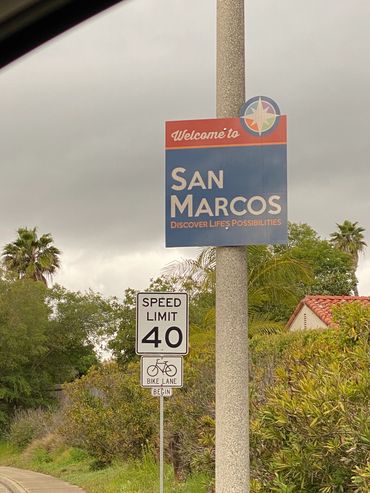 Welcome to
SAN
MARCOS
DISCOVER LIFE'S POSSIBILITIES
SPEED
LIMIT
40
BIKE LANE
BEGIN